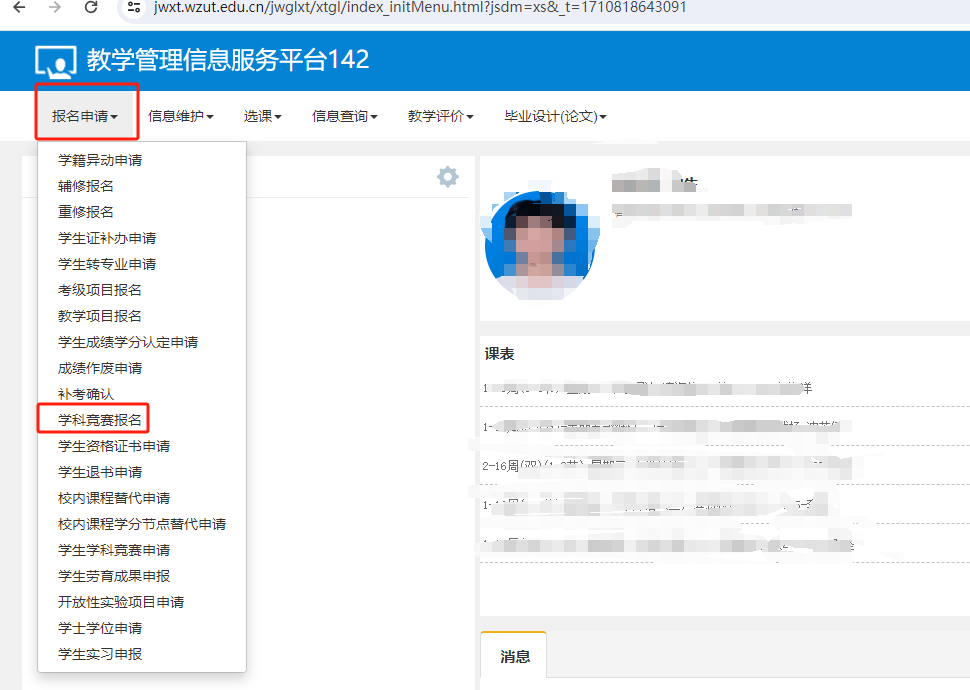 jwxt.wzut.edu.cn/jwglxt/xtgl/index_initMenu.html?jsdm=xs&_t=1710818643091
教学管理信息服务平台142
报名申请 信息维护 选课 信息查询 教学评价 毕业设计(论文)
学籍异动申请
辅修报名
重修报名
学生证补办申请
学生转专业申请
考级项目报名
教学项目报名
学生成绩学分认定申请
成绩作废申请
补考确认
学科竞赛报名
学生资格证书申请
学生退书申请
校内课程替代申请
校内课程学分节点替代申请
学生学科竞赛申请
学生劳育成果申报
开放性实验项目申请
学士学位申请
学生实习申报
课表
2-16周(双)
消息